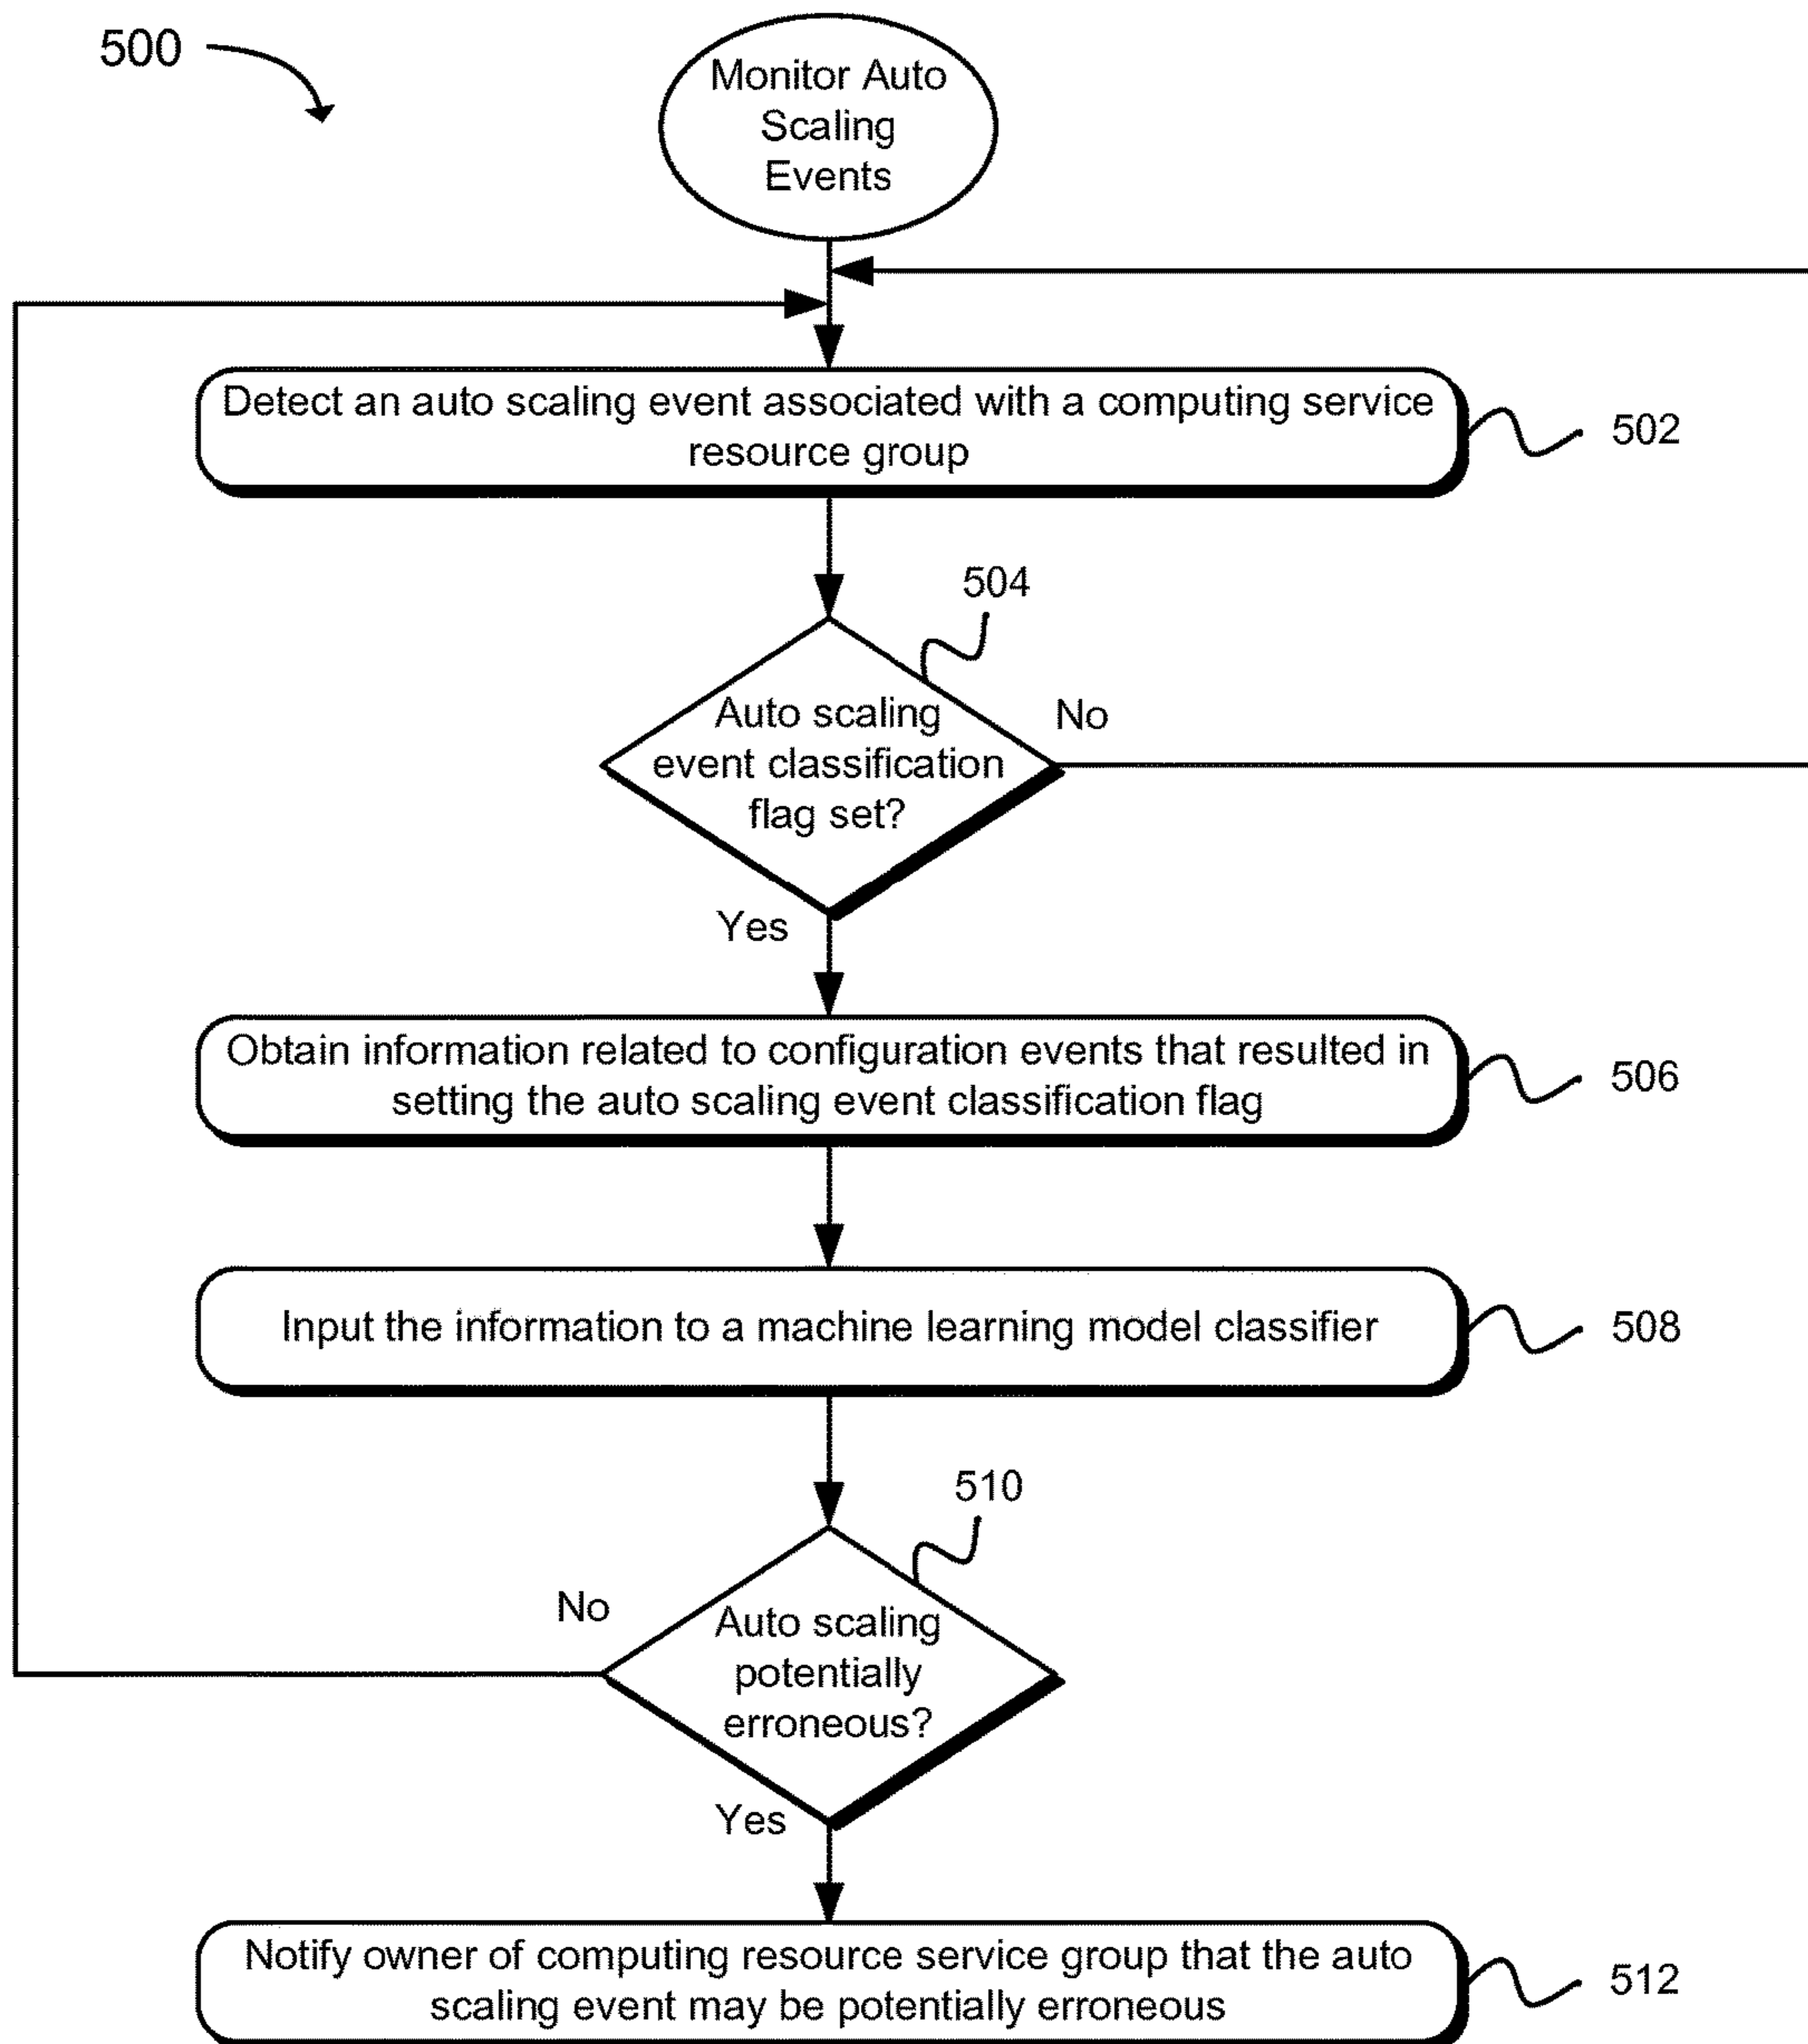 500
Monitor Auto
Scaling
Events
Detect an auto scaling event associated with a computing service
resource group
502
504
Auto scaling
event classification
flag set?
No
Yes
Obtain information related to configuration events that resulted in
setting the auto scaling event classification flag
506
Input the information to a machine learning model classifier
508
510
No
Auto scaling
potentially
erroneous?
Yes
Notify owner of computing resource service group that the auto
scaling event may be potentially erroneous
512